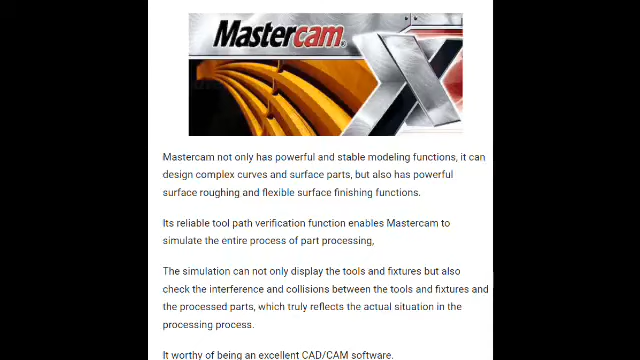 Mastercam
X
Mastercam not only has powerful and stable modeling functions, it can
design complex curves and surface parts, but also has powerful
surface roughing and flexible surface finishing functions.
Its reliable tool path verification function enables Mastercam to
simulate the entire process of part processing,
The simulation can not only display the tools and fixtures but also
check the interference and collisions between the tools and fixtures and
the processed parts, which truly reflects the actual situation in the
processing process.
It worthy of being an excellent CAD/CAM software.